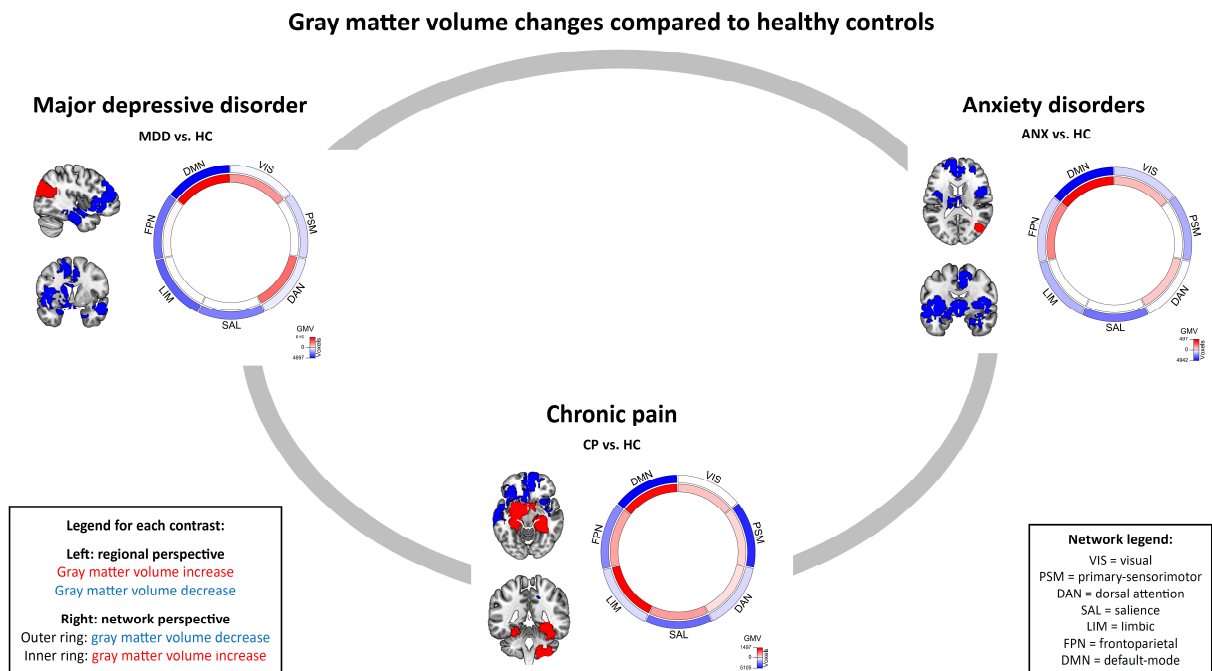 Gray matter volume changes compared to healthy controls
Major depressive disorder
MDD vs. HC
DMN
VIS
PSM
DAN
SAL
LIM
FPN
GMV
0
4697
Voxels
Anxiety disorders
ANX vs. HC
DMN
VIS
PSM
DAN
SAL
LIM
FPN
GMV
497
0
4942
Voxels
Chronic pain
CP vs. HC
DMN
VIS
PSM
DAN
SAL
LIM
FPN
GMV
1497
0
5105
Voxels
Legend for each contrast:
Left: regional perspective
Gray matter volume increase
Gray matter volume decrease
Right: network perspective
Outer ring: gray matter volume decrease
Inner ring: gray matter volume increase
Network legend:
VIS = visual
PSM = primary-sensorimotor
DAN = dorsal attention
SAL = salience
LIM = limbic
FPN = frontoparietal
DMN = default-mode